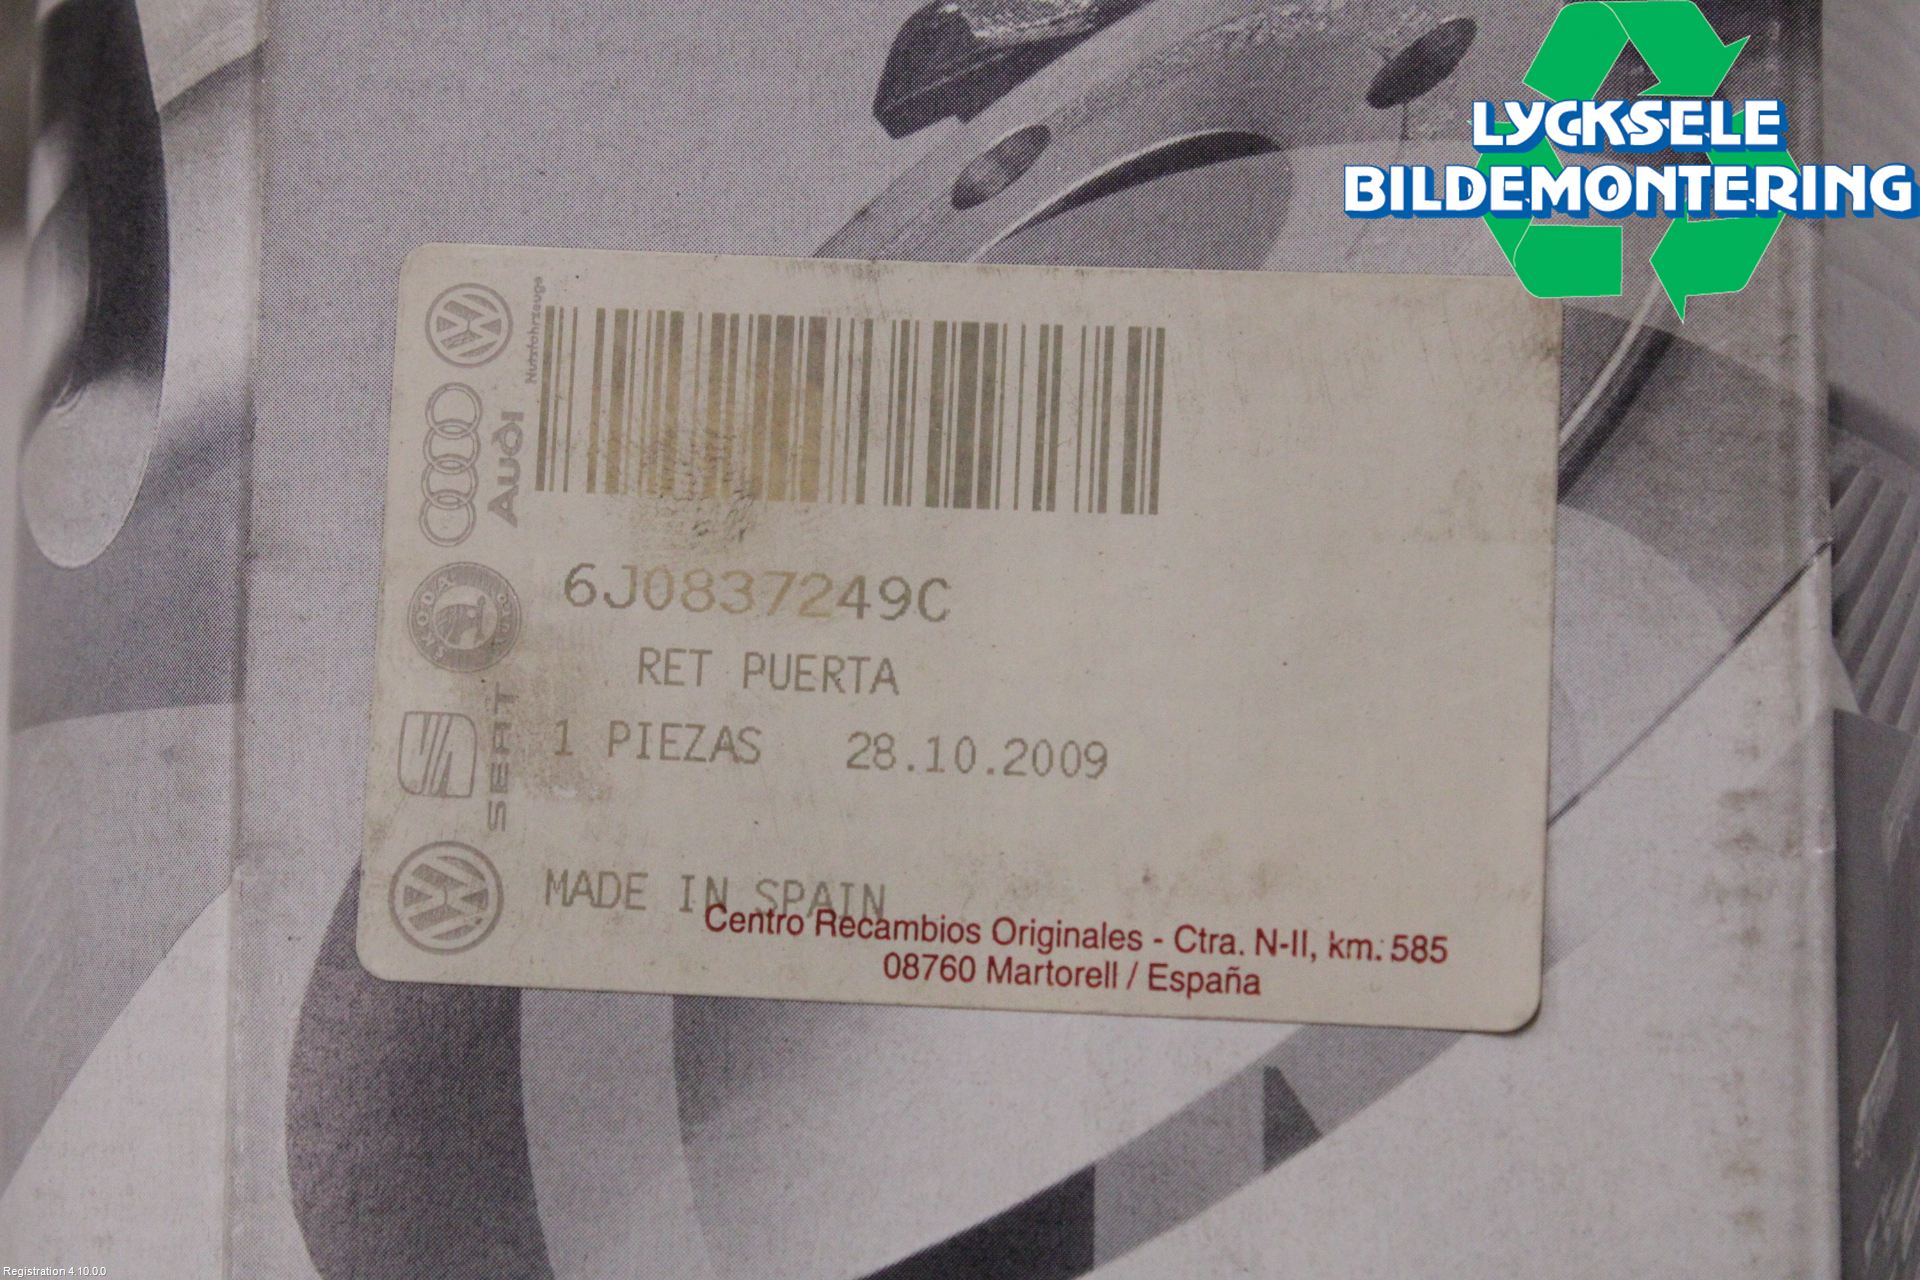 LYCKSELE
BILDEMONTERING
Nutzfahrzeuge
Audi
SKODA
SEAT
6J0837249C
RET PUERTA
1 PIEZAS 28.10.2009
MADE IN SPAIN
Centro Recambios Originales - Ctra. N-II, km. 585
08760 Martorell / España
Registration 4.10.0.0